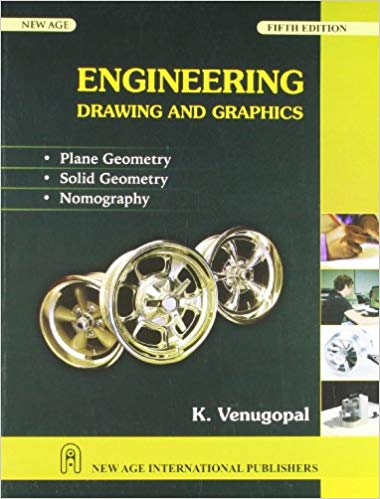 NEW AGE
FIFTH EDITION
ENGINEERING
DRAWING AND GRAPHICS
• Plane Geometry
• Solid Geometry
• Nomography
K. Venugopal
NEW AGE INTERNATIONAL PUBLISHERS